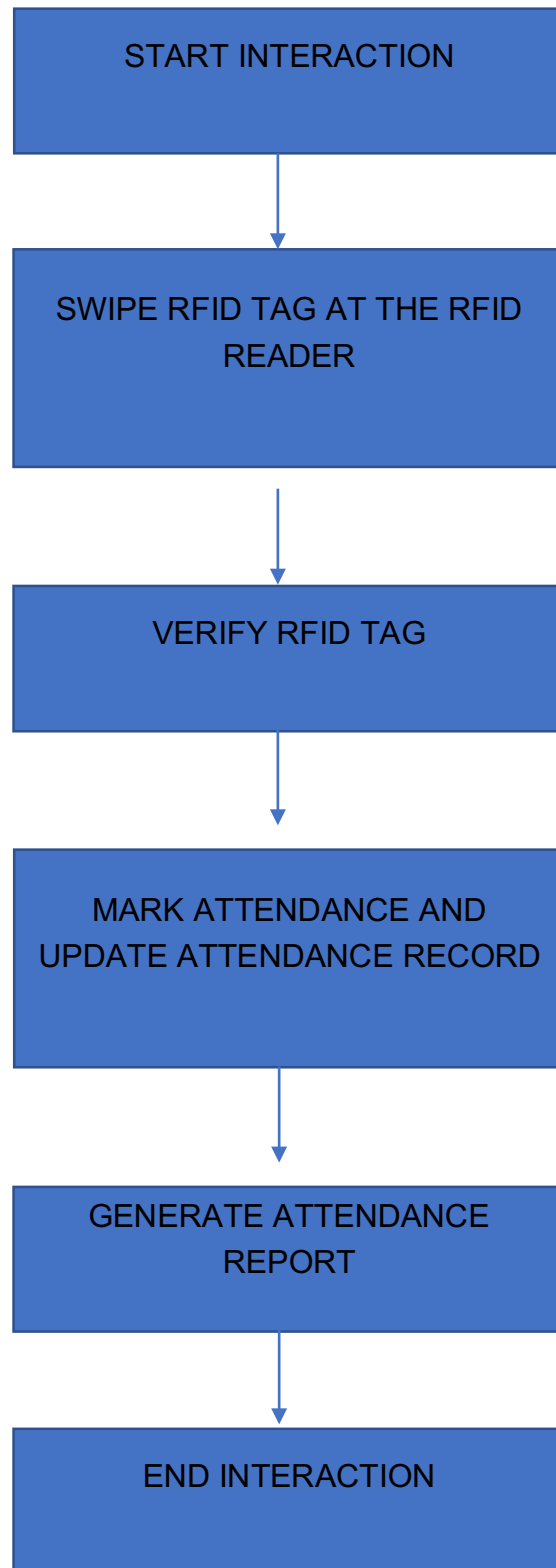 START INTERACTION
SWIPE RFID TAG AT THE RFID
READER
VERIFY RFID TAG
MARK ATTENDANCE AND
UPDATE ATTENDANCE RECORD
GENERATE ATTENDANCE
REPORT
END INTERACTION